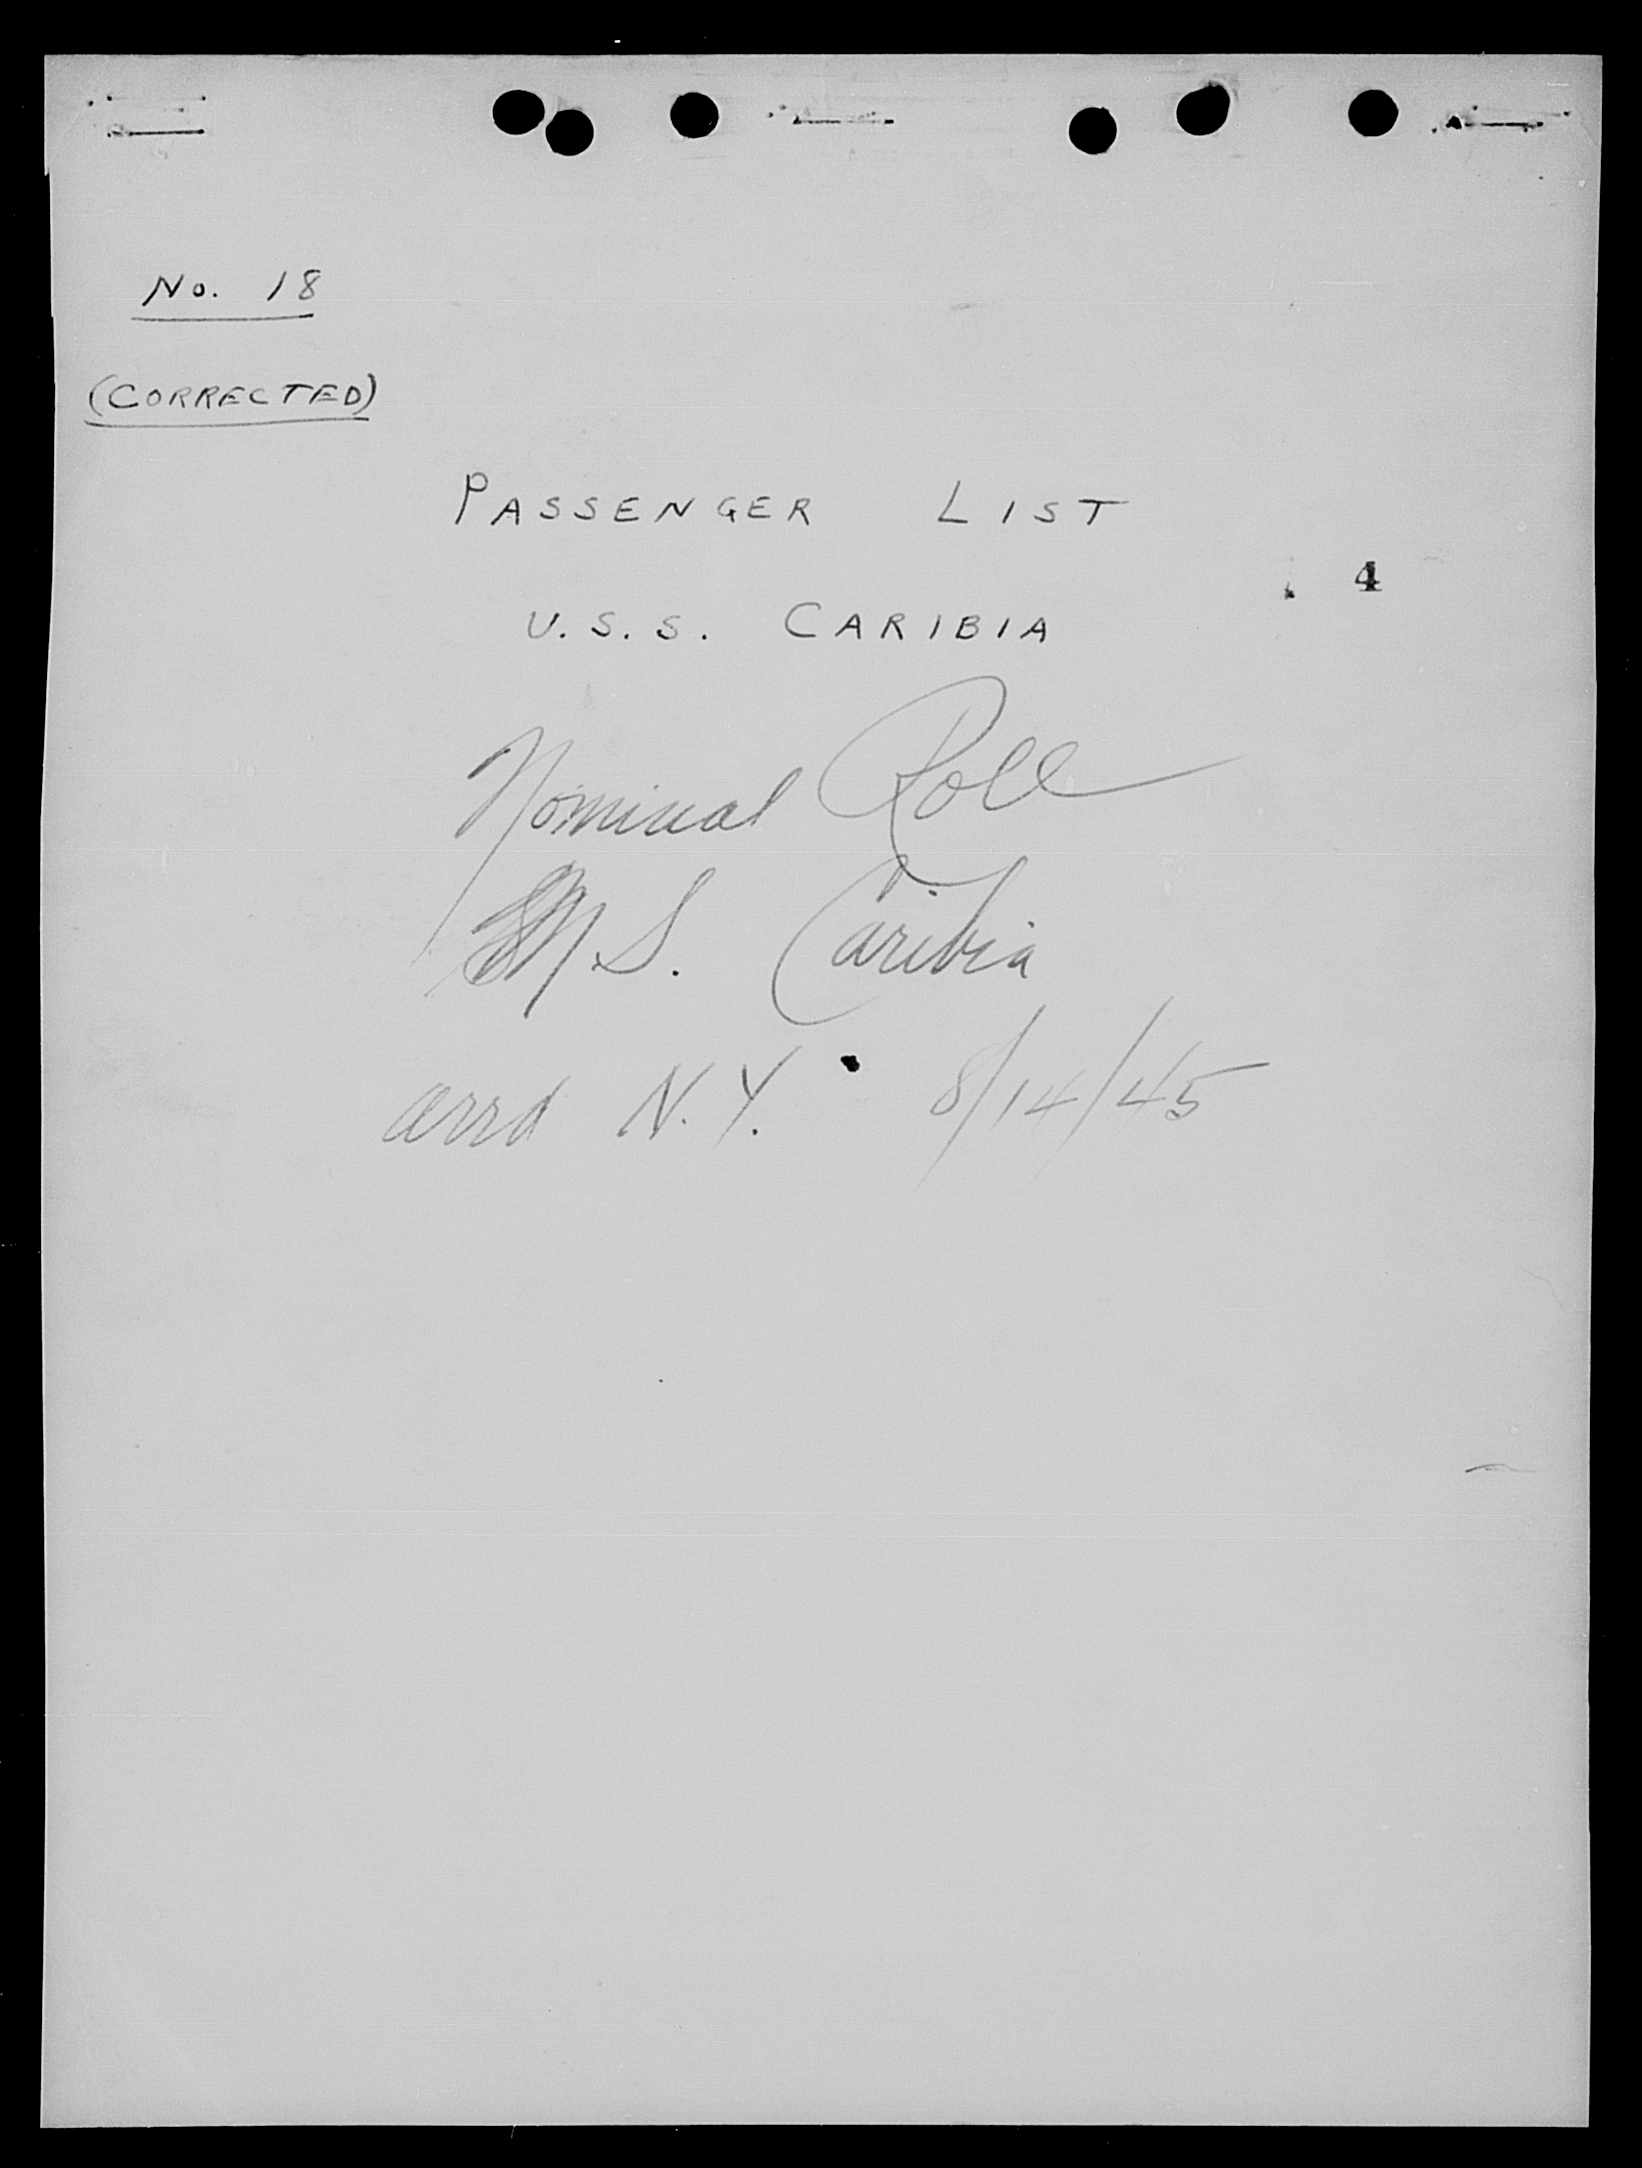 No. 18
(CORRECTED)
PASSENGER LIST
4
U.S.S. CARIBIA
Nominal Roll
M.S. Caribia
arrd N.Y. 8/14/45